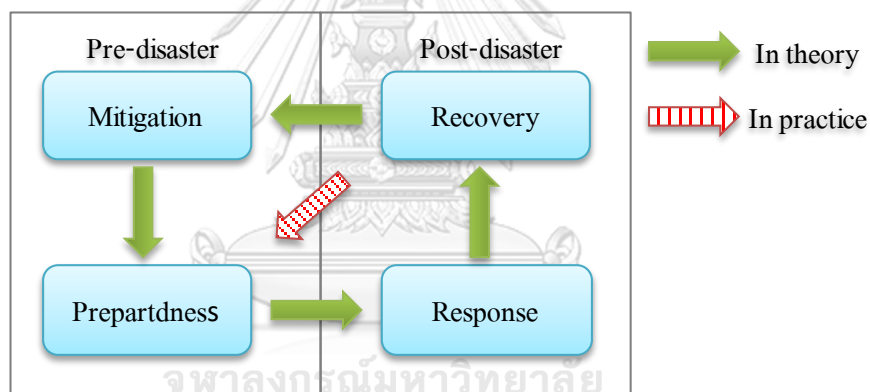 Pre-disaster
Post-disaster
In theory
Mitigation
Recovery
In practice
Prepartdness
Response
จุฬาลงกรณ์มหาวิทยาลัย